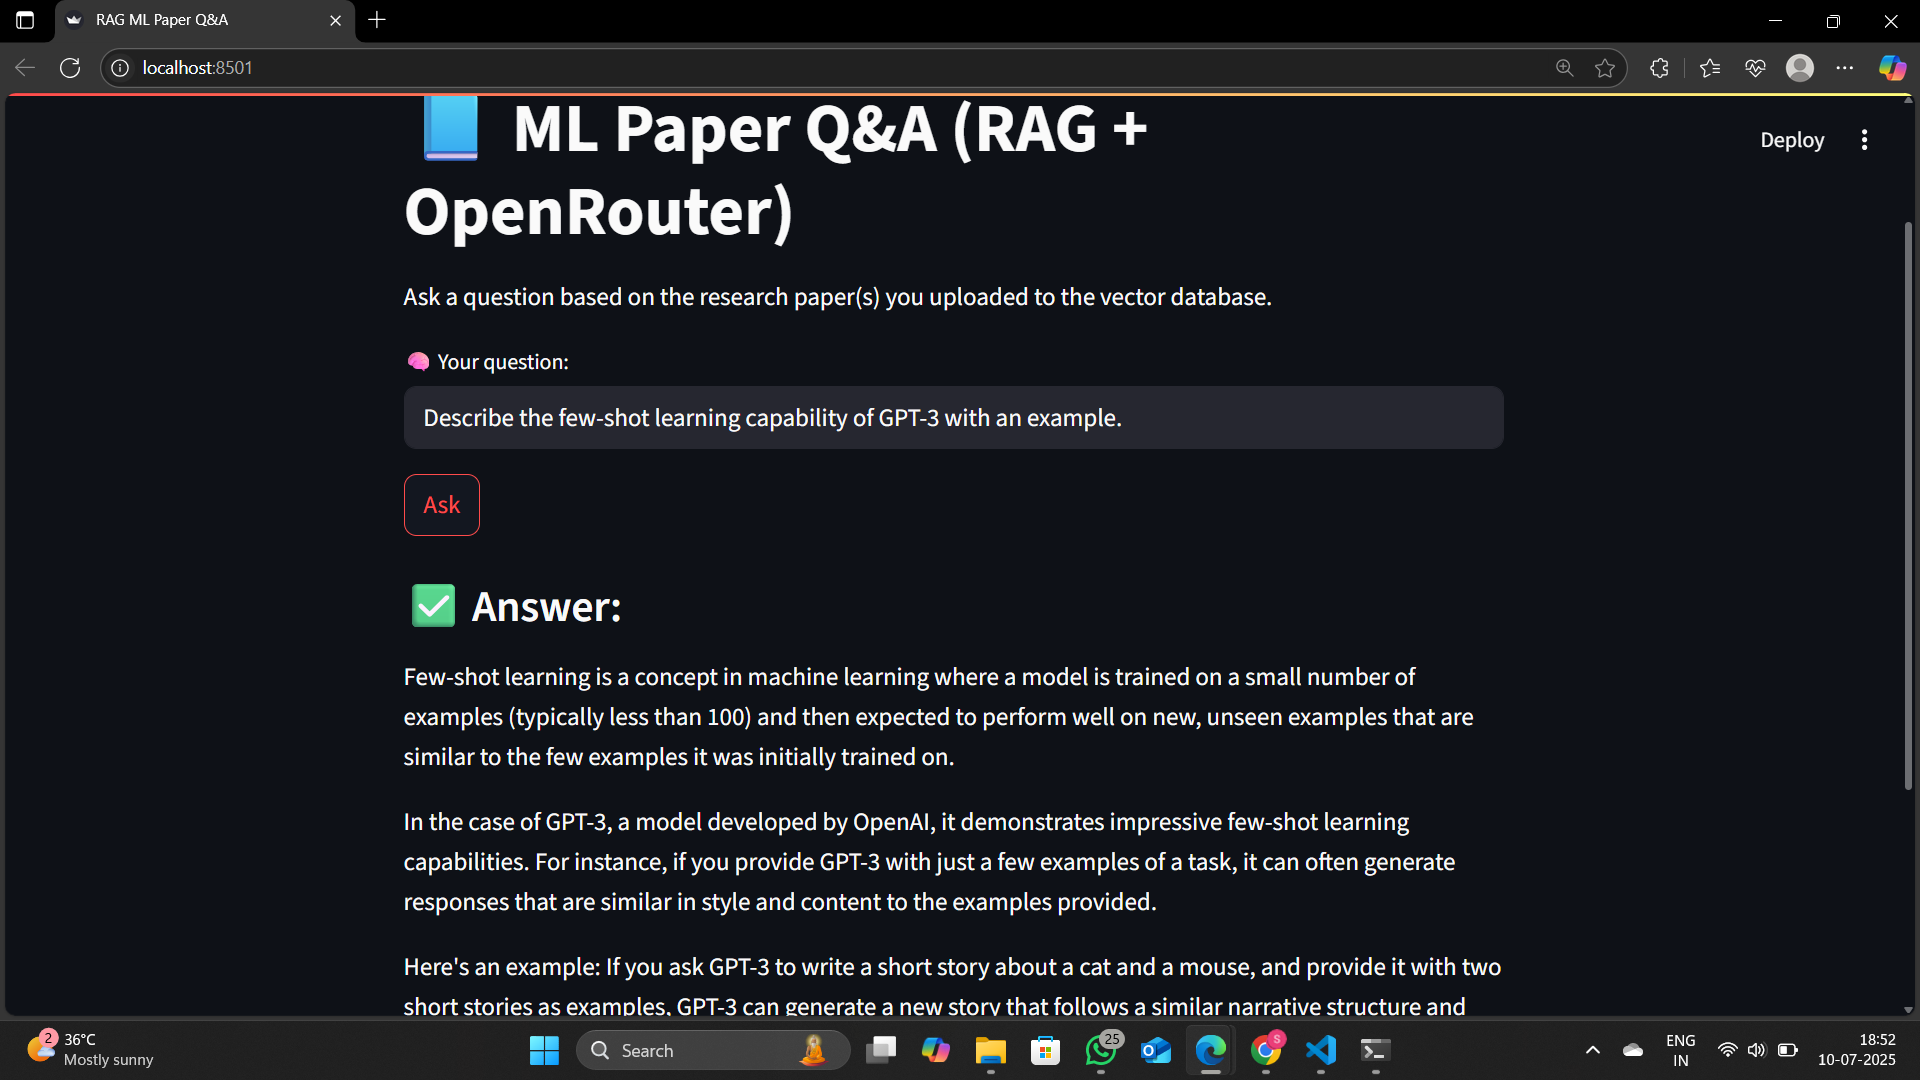 RAG ML Paper Q&A
localhost:8501
ML Paper Q&A (RAG +
OpenRouter)
Deploy
Ask a question based on the research paper(s) you uploaded to the vector database.
Your question:
Describe the few-shot learning capability of GPT-3 with an example.
Ask
Answer:
Few-shot learning is a concept in machine learning where a model is trained on a small number of
examples (typically less than 100) and then expected to perform well on new, unseen examples that are
similar to the few examples it was initially trained on.
In the case of GPT-3, a model developed by OpenAI, it demonstrates impressive few-shot learning
capabilities. For instance, if you provide GPT-3 with just a few examples of a task, it can often generate
responses that are similar in style and content to the examples provided.
Here's an example: If you ask GPT-3 to write a short story about a cat and a mouse, and provide it with two
short stories as examples, GPT-3 can generate a new story that follows a similar narrative structure and
2
36°C
Mostly sunny
Search
25
S
ENG
IN
18:52
10-07-2025